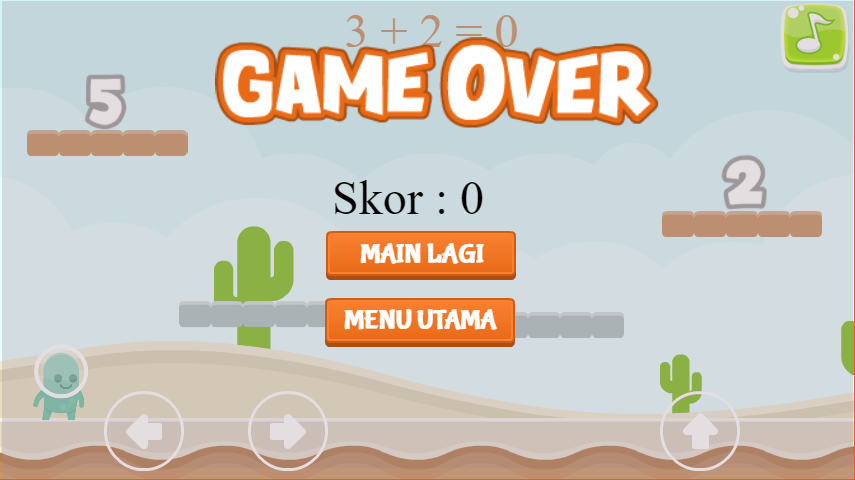 3 + 2 = 0
GAME OVER
5
2
Skor : 0
MAIN LAGI
MENU UTAMA